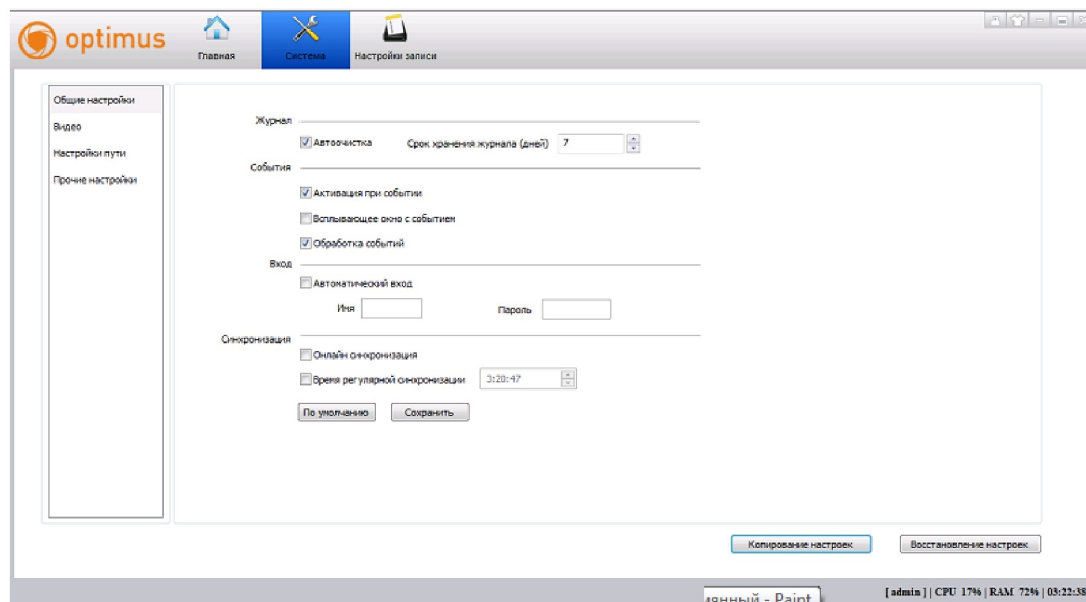 optimus
Главная
Система
Настройки записи
Общие настройки
Видео
Настройки пути
Прочие настройки
Журнал
Автоочистка Срок хранения журнала (дней) 7
События
Активация при событии
Всплывающее окно с событием
Обработка событий
Вход
Автоматический вход
Имя Пароль
Синхронизация
Онлайн синхронизация
Время регулярной синхронизации 3:20:47
По умолчанию Сохранить
Копирование настроек Восстановление настроек
[ admin ] | CPU 17% | RAM 72% | 03:22:38
- Paint